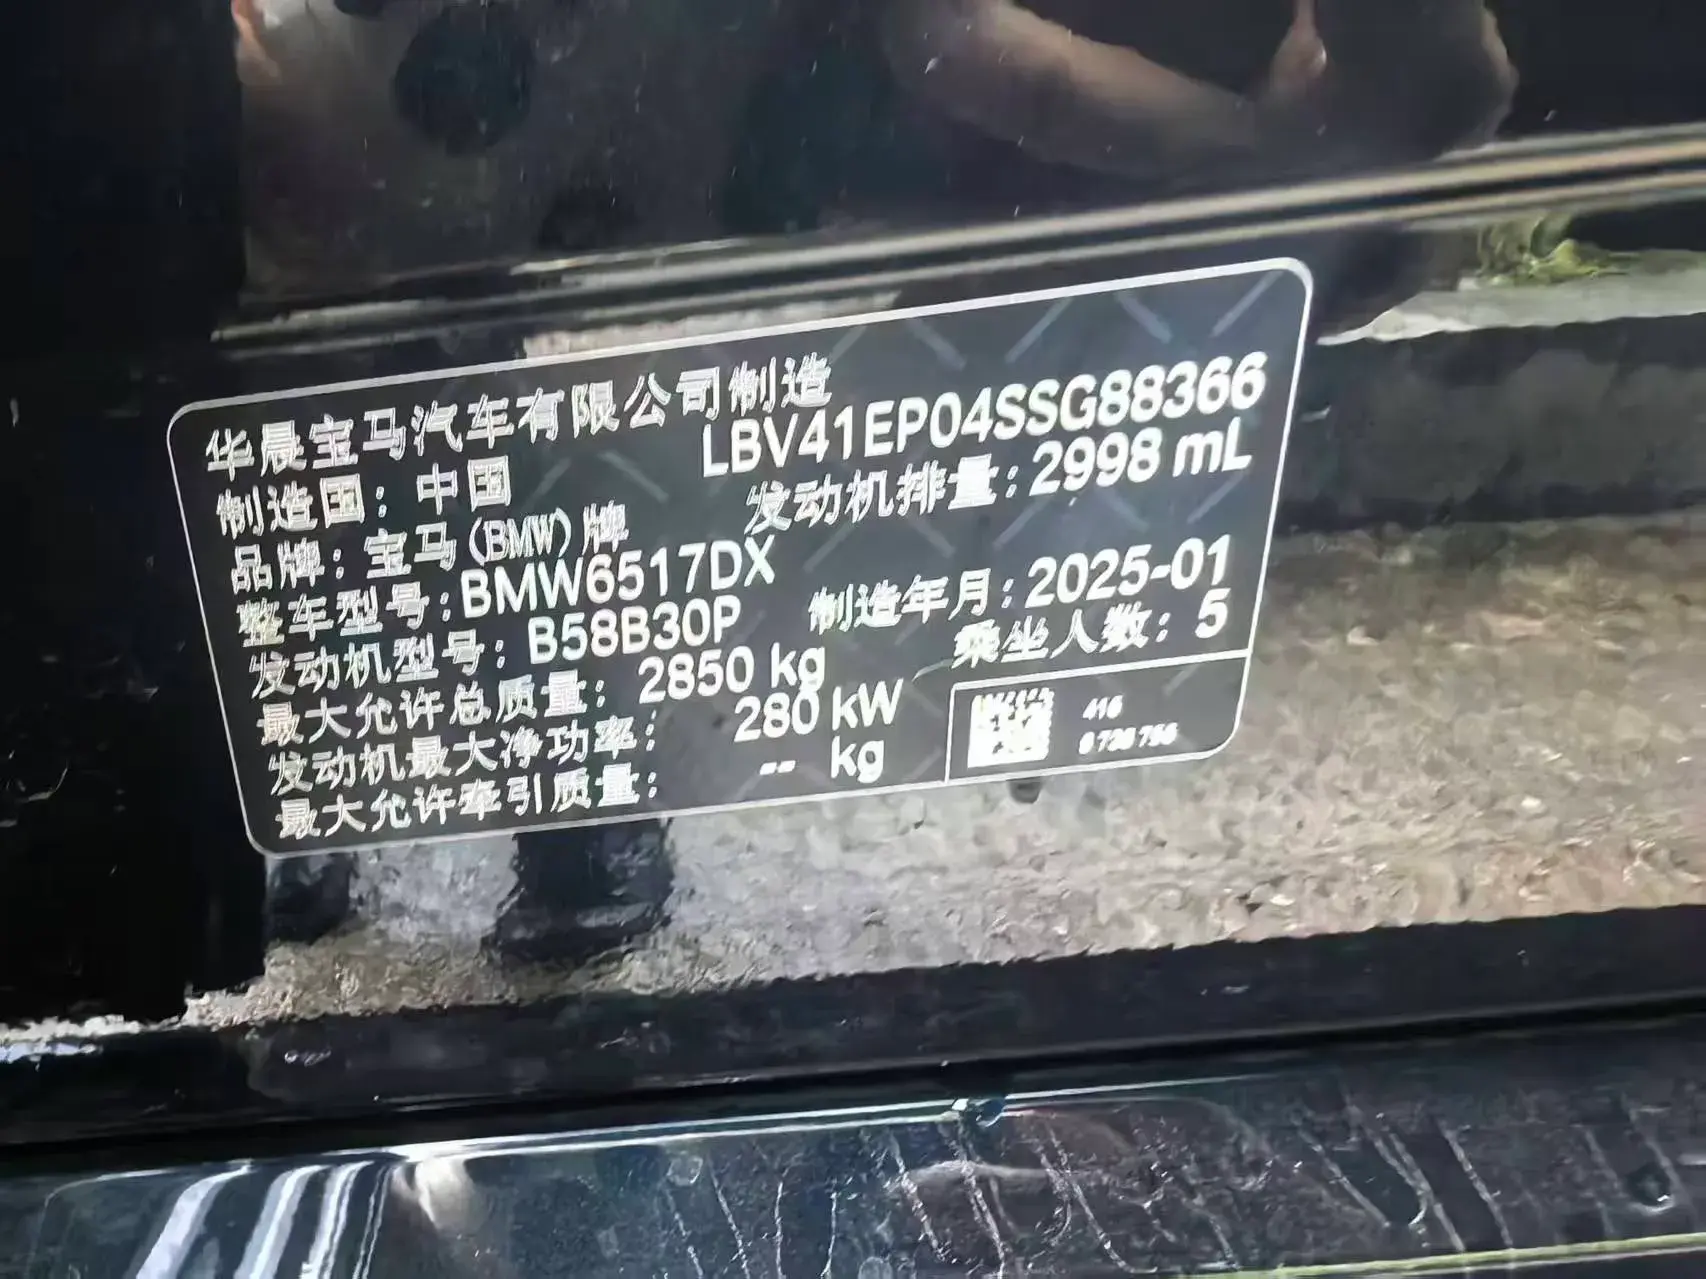 华晨宝马汽车有限公司制造
LBV41EP04SSG88366
制造国：中国
发动机排量：2998 mL
品牌：宝马(BMW)牌
整车型号：BMW6517DX
制造年月：2025-01
发动机型号：B58B30P
乘坐人数：5
最大允许总质量：2850 kg
发动机最大净功率：280 kW
最大允许牵引质量：-- kg
416